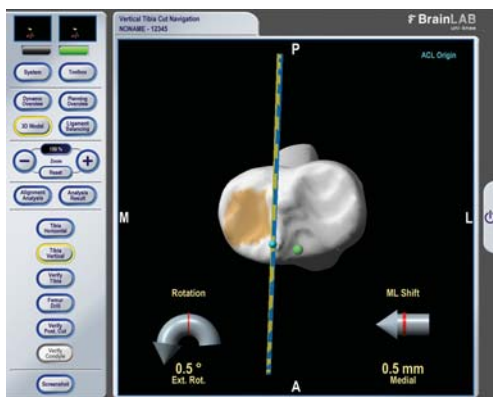 Vertical Tibia Cut Navigation
NONAME - 12345
BrainLAB
uni knee
System
Toolbox
Dynamic
Overview
Planning
Overview
3D Model
Ligament
Balancing
100 %
Zoom
Reset
Alignment
Analysis
Analysis
Result
Tibia
Horizontal
Tibia
Vertical
Verify
Tibia
Femur
Drill
Verify
Post. Cut
Verify
Condyle
Screenshot
P
ACL Origin
M
L
Rotation
0.5 °
Ext. Rot.
ML Shift
0.5 mm
Medial
A